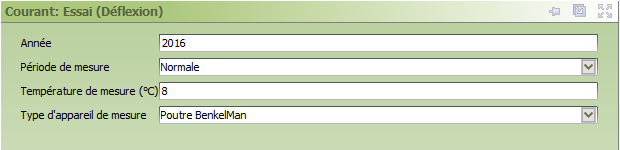 Courant: Essai (Déflexion)
Année 2016
Période de mesure Normale
Température de mesure (°C) 8
Type d'appareil de mesure Poutre BenkelMan